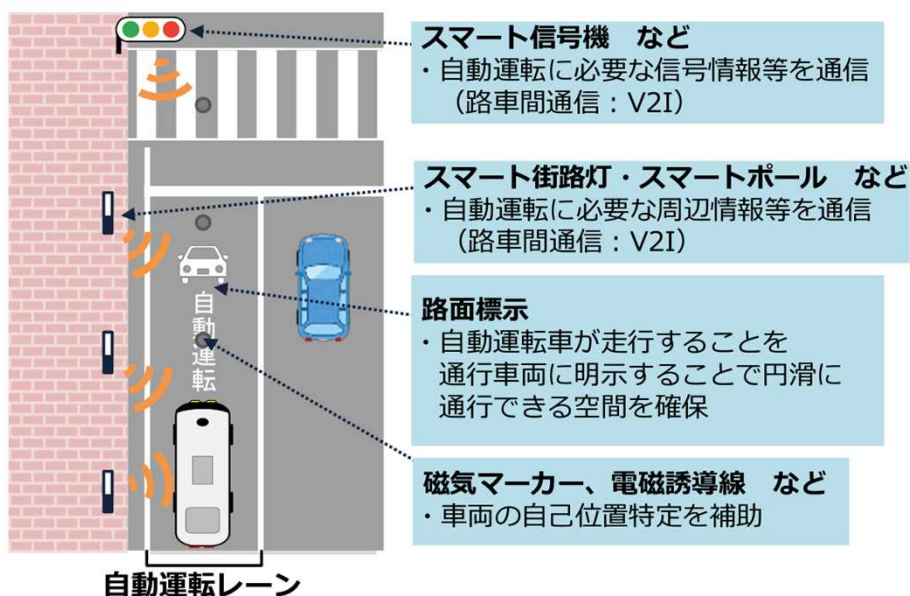 スマート信号機　など
・自動運転に必要な信号情報等を通信
（路車間通信：V2I）
スマート街路灯・スマートポール　など
・自動運転に必要な周辺情報等を通信
（路車間通信：V2I）
路面標示
・自動運転車が走行することを
通行車両に明示することで円滑に
通行できる空間を確保
磁気マーカー、電磁誘導線　など
・車両の自己位置特定を補助
自動運転
自動運転レーン